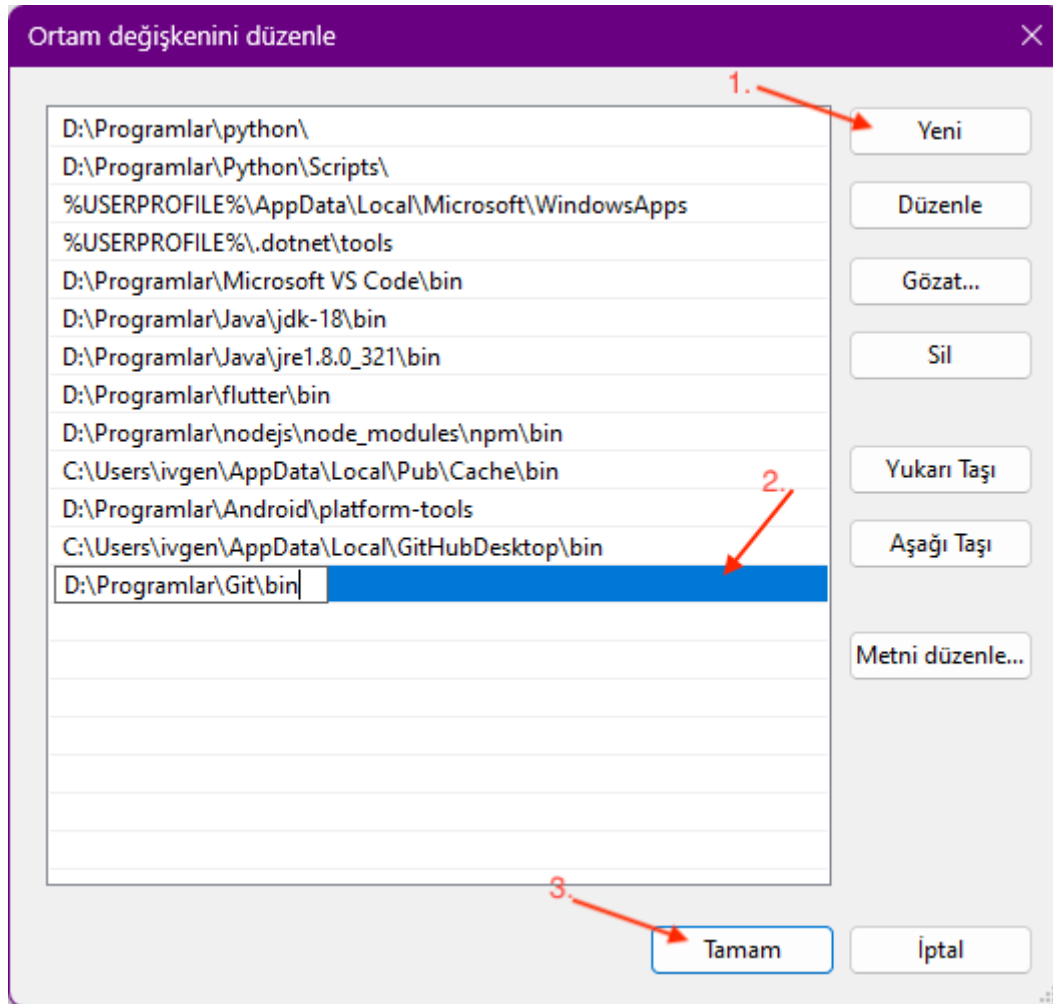 Ortam değişkenini düzenle
1.
D:\Programlar\python\
Yeni
D:\Programlar\Python\Scripts\
%USERPROFILE%\AppData\Local\Microsoft\WindowsApps
Düzenle
%USERPROFILE%\.dotnet\tools
D:\Programlar\Microsoft VS Code\bin
Gözat...
D:\Programlar\Java\jdk-18\bin
D:\Programlar\Java\jre1.8.0_321\bin
Sil
D:\Programlar\flutter\bin
D:\Programlar\nodejs\node_modules\npm\bin
C:\Users\ivgen\AppData\Local\Pub\Cache\bin
Yukarı Taşı
2.
D:\Programlar\Android\platform-tools
C:\Users\ivgen\AppData\Local\GitHubDesktop\bin
Aşağı Taşı
D:\Programlar\Git\bin
Metni düzenle...
3.
Tamam
İptal